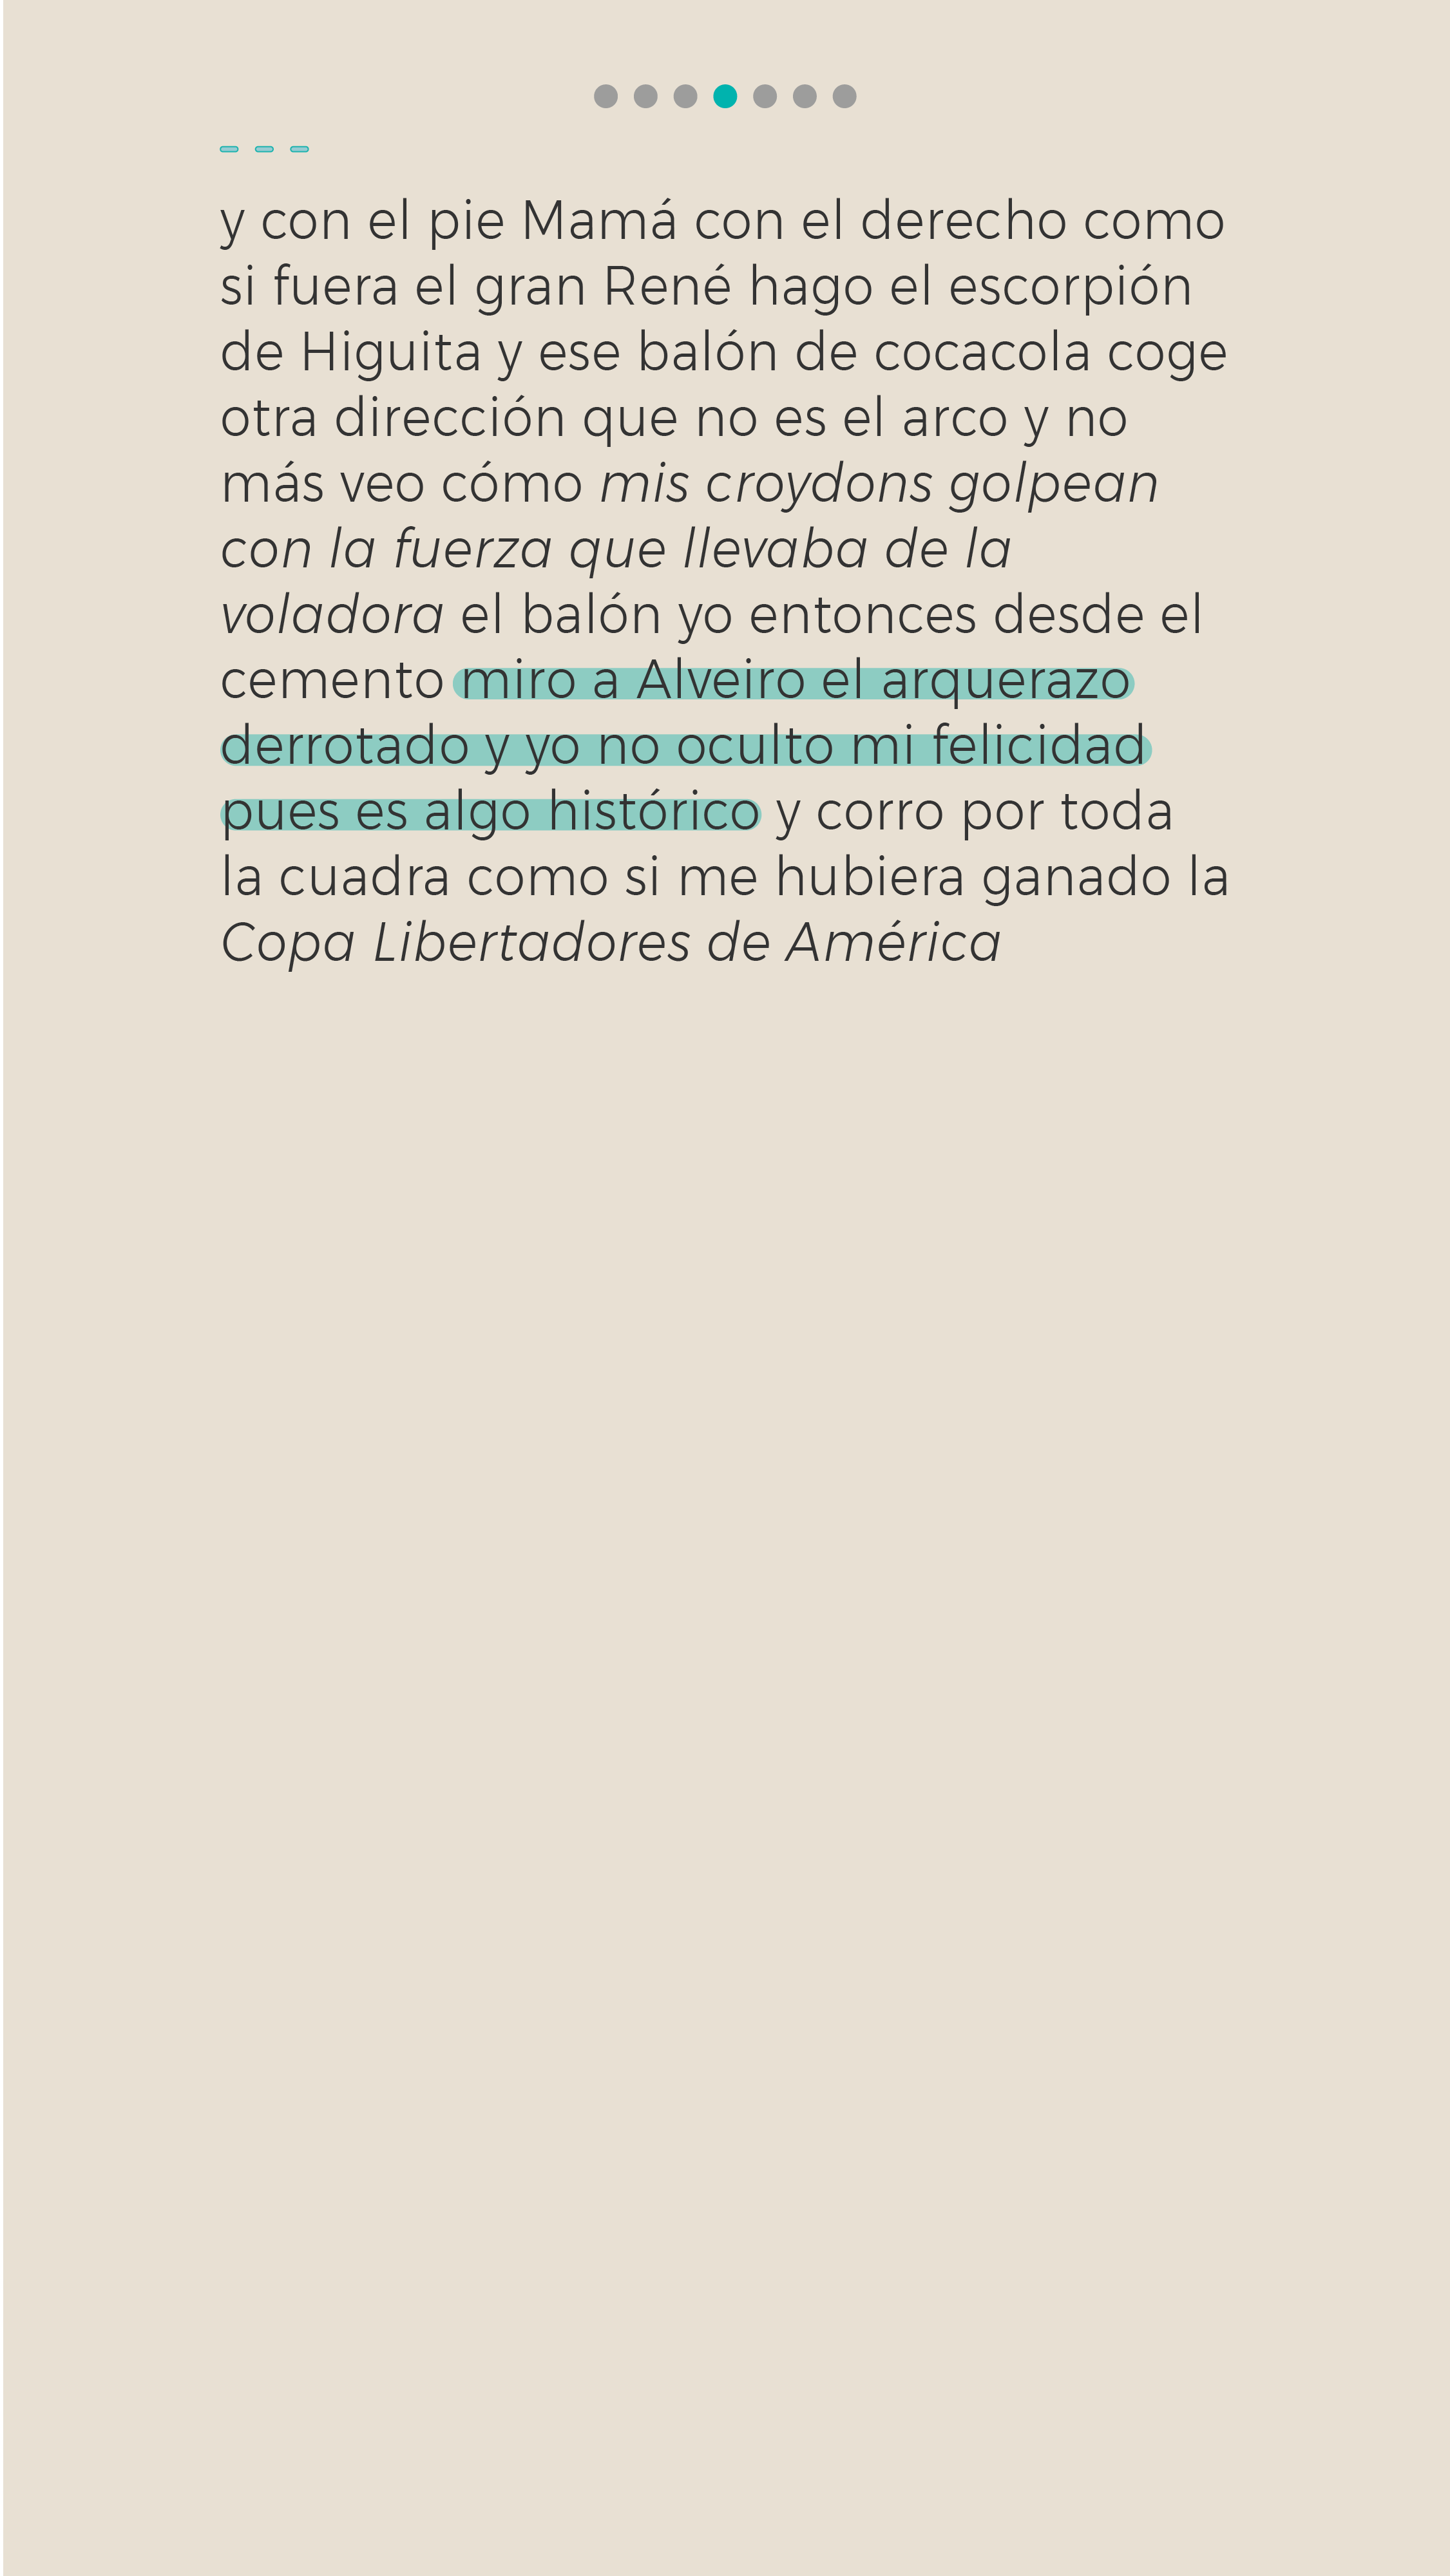 y con el pie Mamá con el derecho como
si fuera el gran René hago el escorpión
de Higuita y ese balón de cocacola coge
otra dirección que no es el arco y no
más veo cómo mis croydons golpean
con la fuerza que llevaba de la
voladora el balón yo entonces desde el
cemento miro a Alveiro el arquerazo
derrotado y yo no oculto mi felicidad
pues es algo histórico y corro por toda
la cuadra como si me hubiera ganado la
Copa Libertadores de América